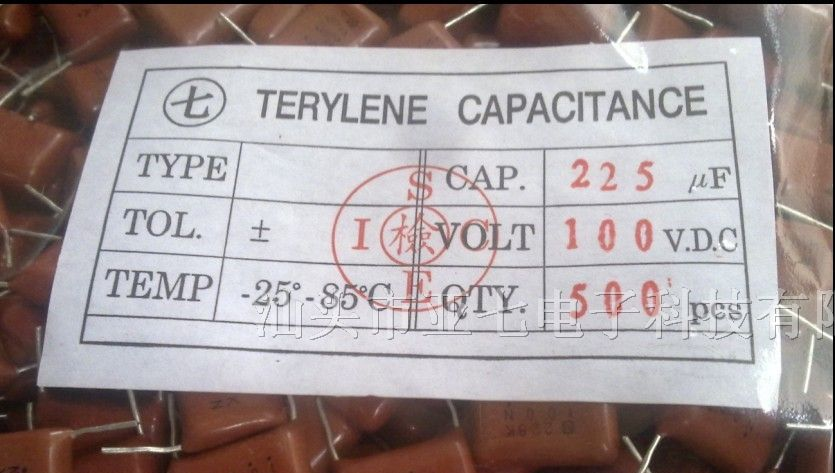 七 TERYLENE CAPACITANCE
TYPE CAP. 225 µF
TOL. ± VOLT 100 V.D.C
TEMP -25°-85°C QTY. 500 pcs
S
I 検 C
E
汕头市亚七电子科技有限